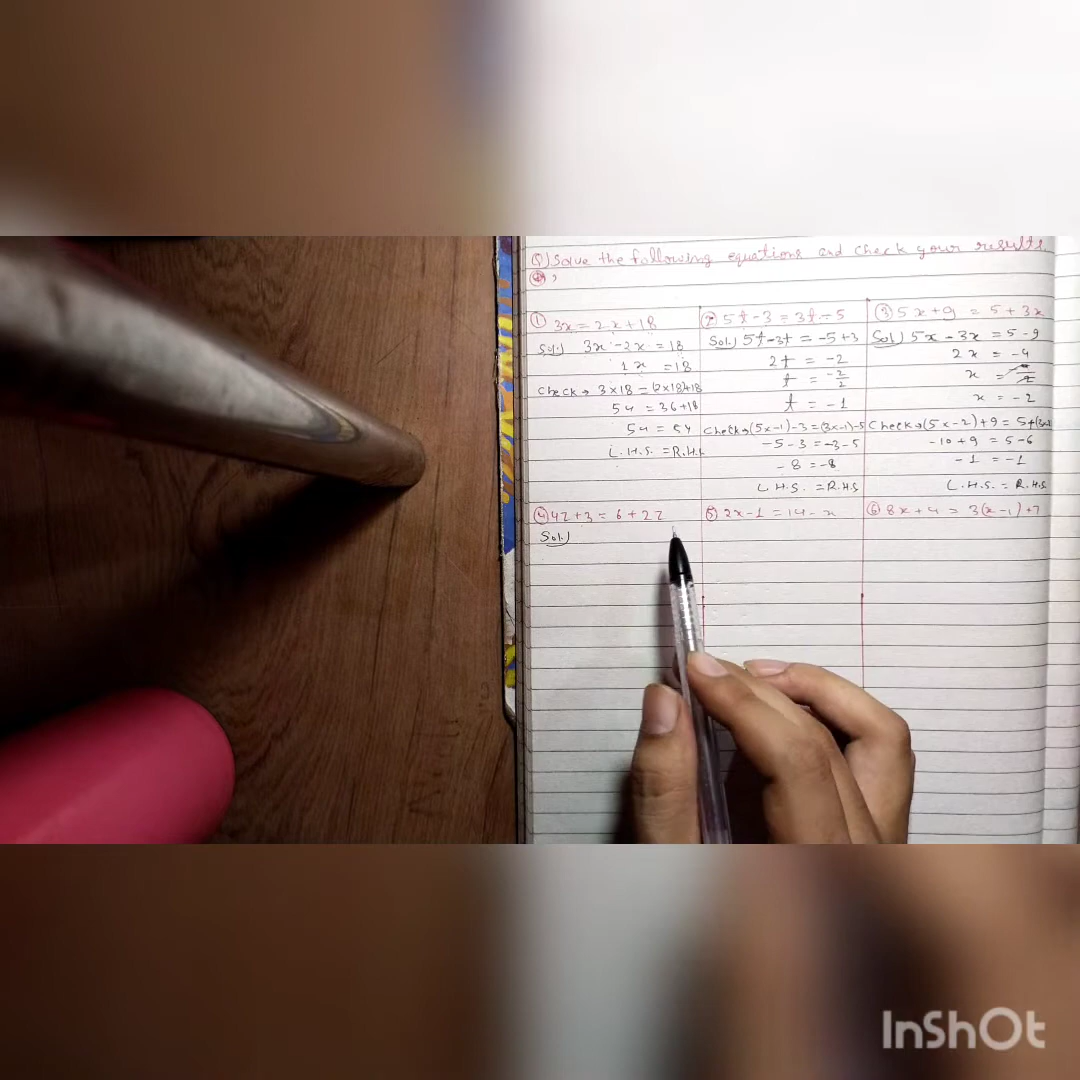 Q) Solve the following equations and check your results.
① 3x = 2x + 18
Sol.) 3x - 2x = 18
1x = 18
Check → 3×18 = (2×18)+18
54 = 36+18
54 = 54
L.H.S. = R.H.S.
② 5t - 3 = 3t - 5
Sol.) 5t - 3t = -5 + 3
2t = -2
t = -2/2
t = -1
Check → (5x-1)-3 = (3x-1)-5
-5-3 = -3-5
-8 = -8
L.H.S. = R.H.S
③ 5x + 9 = 5 + 3x
Sol.) 5x - 3x = 5 - 9
2x = -4
x =
x = -2
Check → (5x-2)+9 = 5+
-10+9 = 5-6
-1 = -1
L.H.S. = R.H.S.
④ 4z + 3 = 6 + 2z
Sol.)
⑤ 2x - 1 = 14 - x
⑥ 8x + 4 = 3(x-1) + 7
InShOt